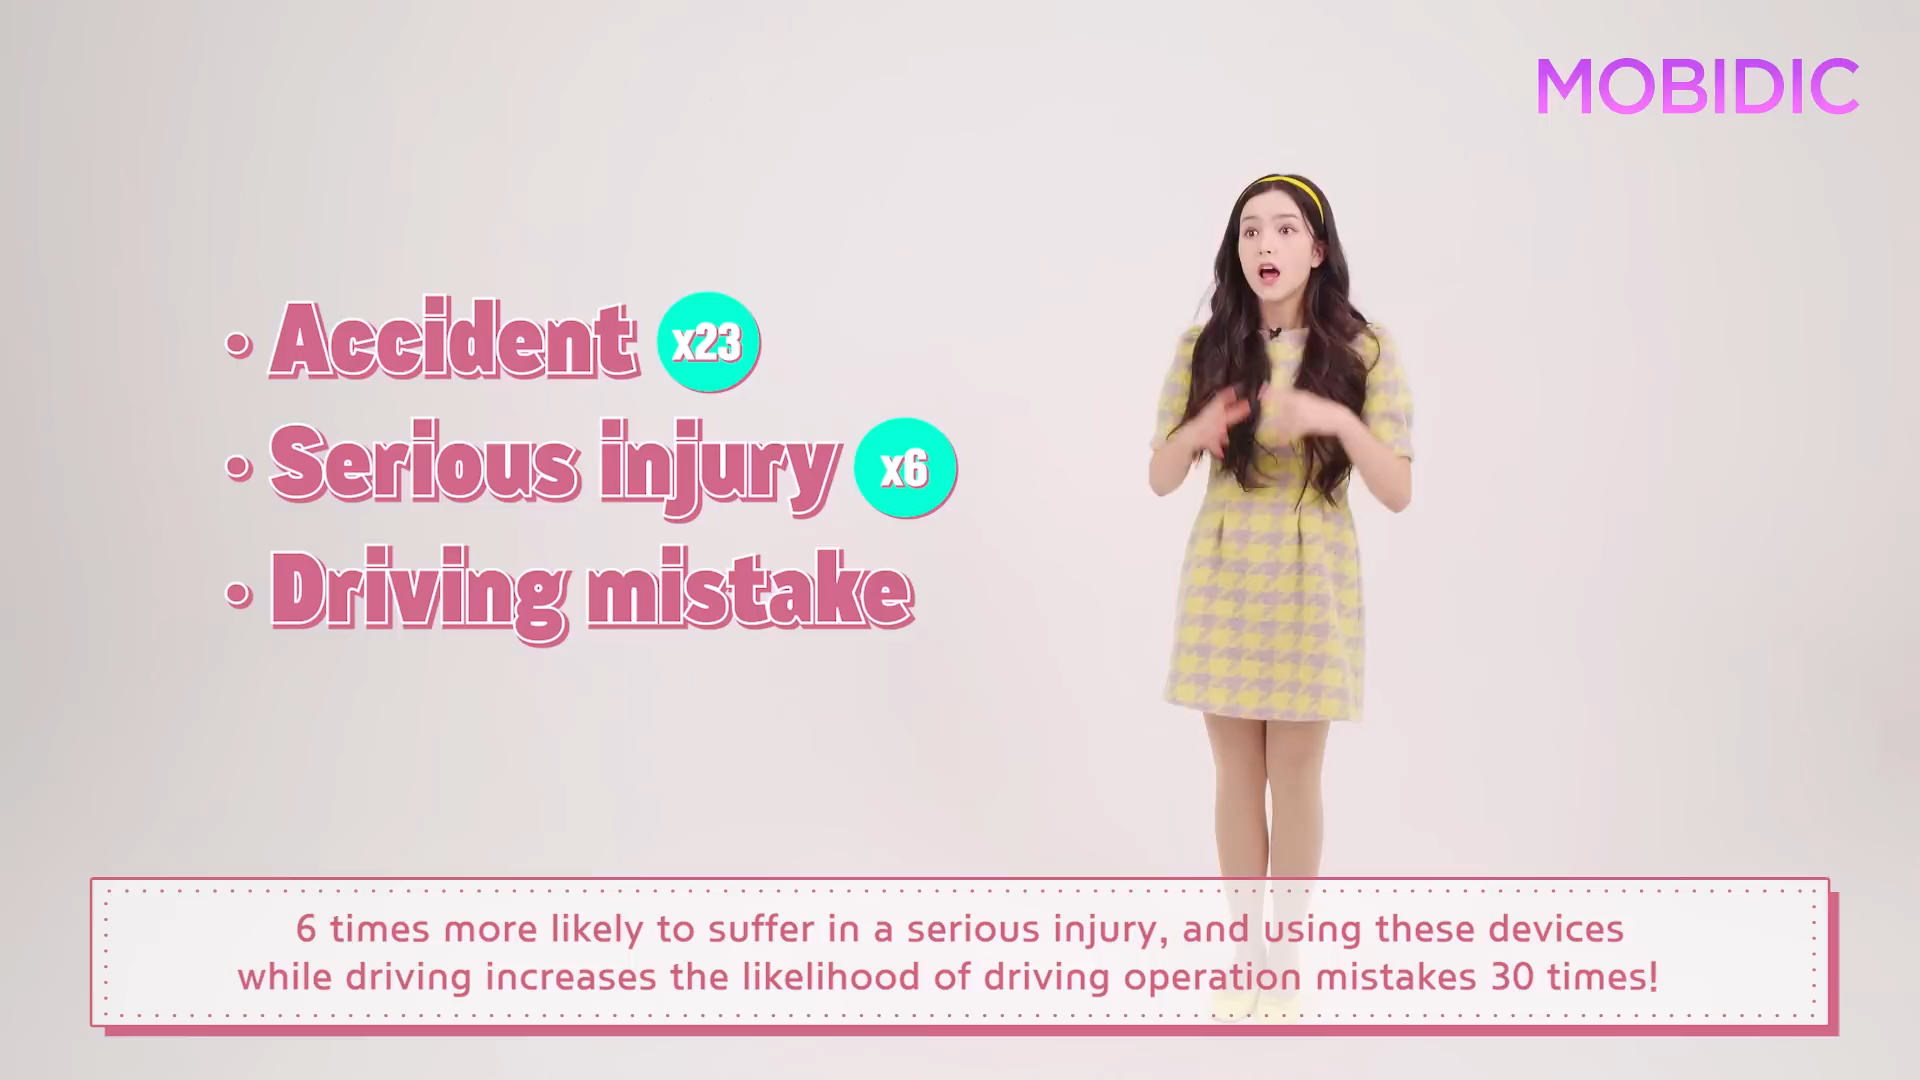 MOBIDIC
• Accident x23
• Serious injury x6
• Driving mistake
6 times more likely to suffer in a serious injury, and using these devices
while driving increases the likelihood of driving operation mistakes 30 times!